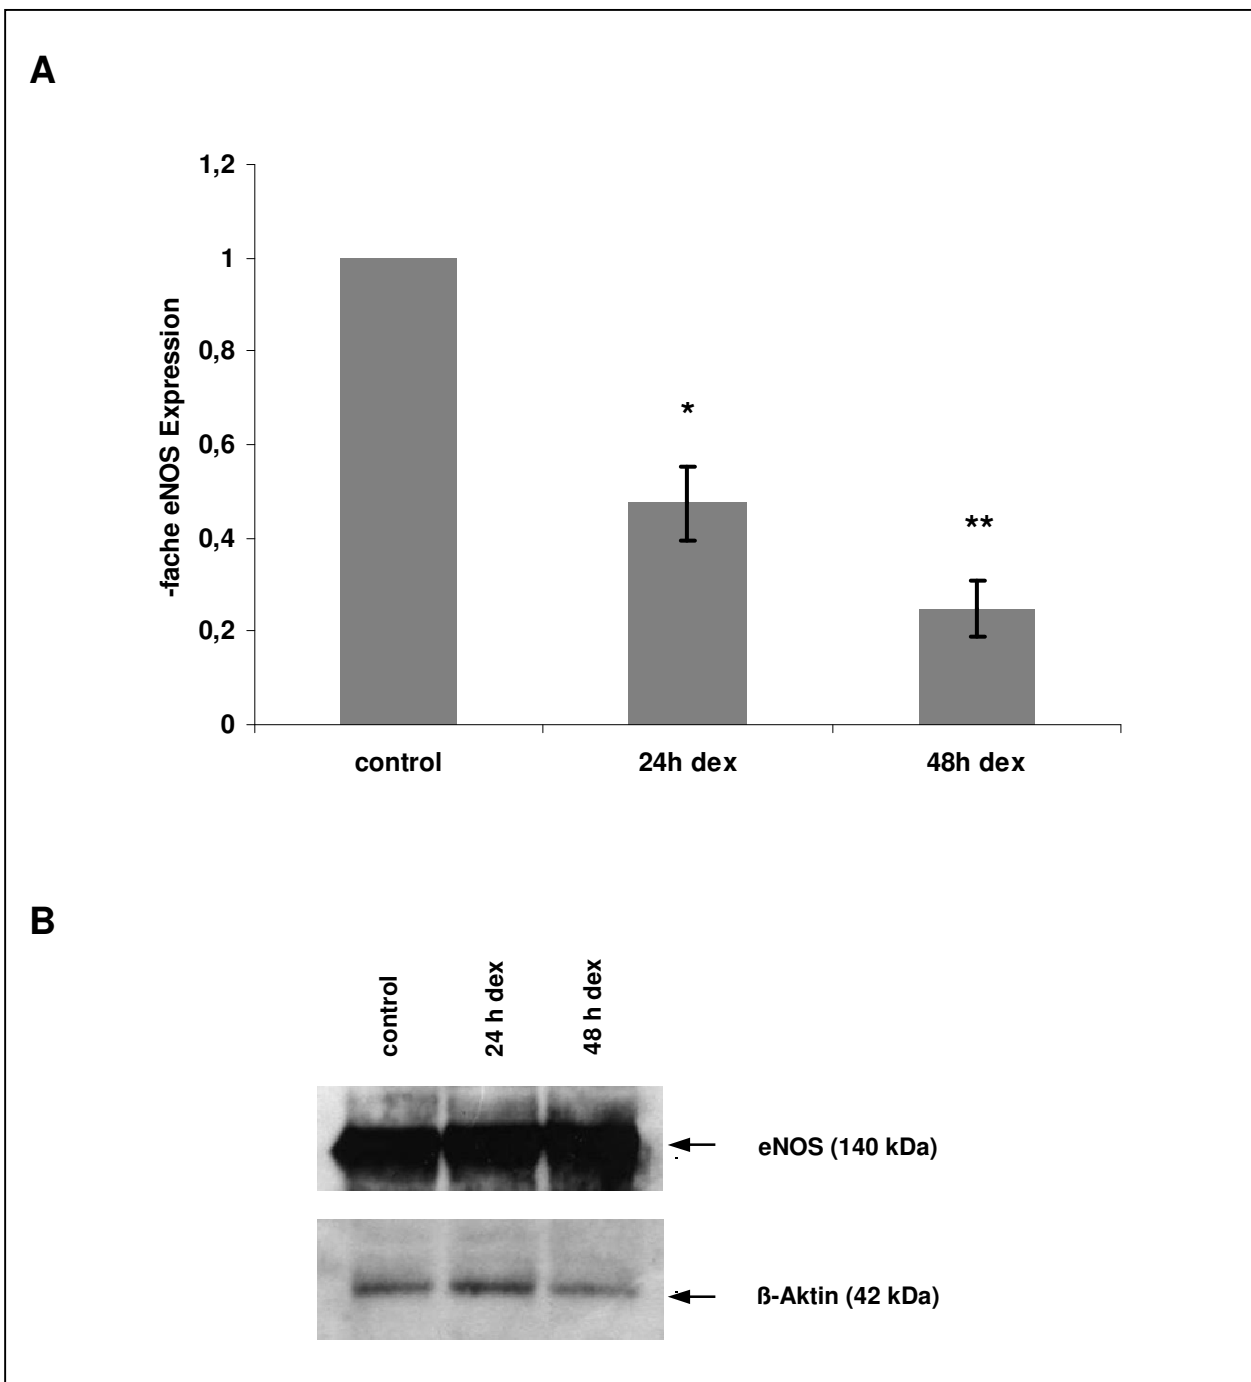 A
1,2
1
0,8
0,6
0,4
0,2
0
-fache eNOS Expression
*
**
control
24h dex
48h dex
B
control
24 h dex
48 h dex
eNOS (140 kDa)
ß-Aktin (42 kDa)